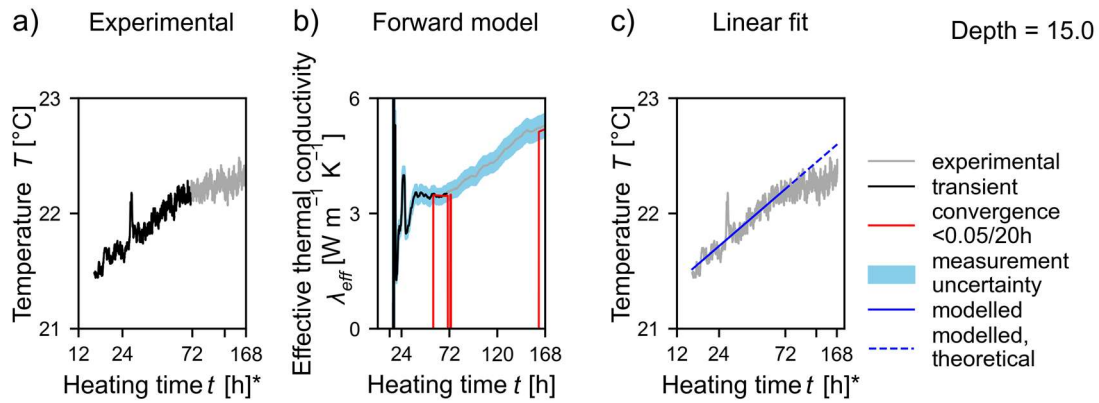 a) Experimental
b) Forward model
c) Linear fit
Depth = 15.0
Temperature T [°C]
23
22
21
12 24 72 168
Heating time t [h]*
Effective thermal conductivity
λeff [W m⁻¹ K⁻¹]
6
3
0
24 72 120 168
Heating time t [h]
Temperature T [°C]
23
22
21
12 24 72 168
Heating time t [h]*
experimental
transient
convergence
<0.05/20h
measurement
uncertainty
modelled
modelled,
theoretical